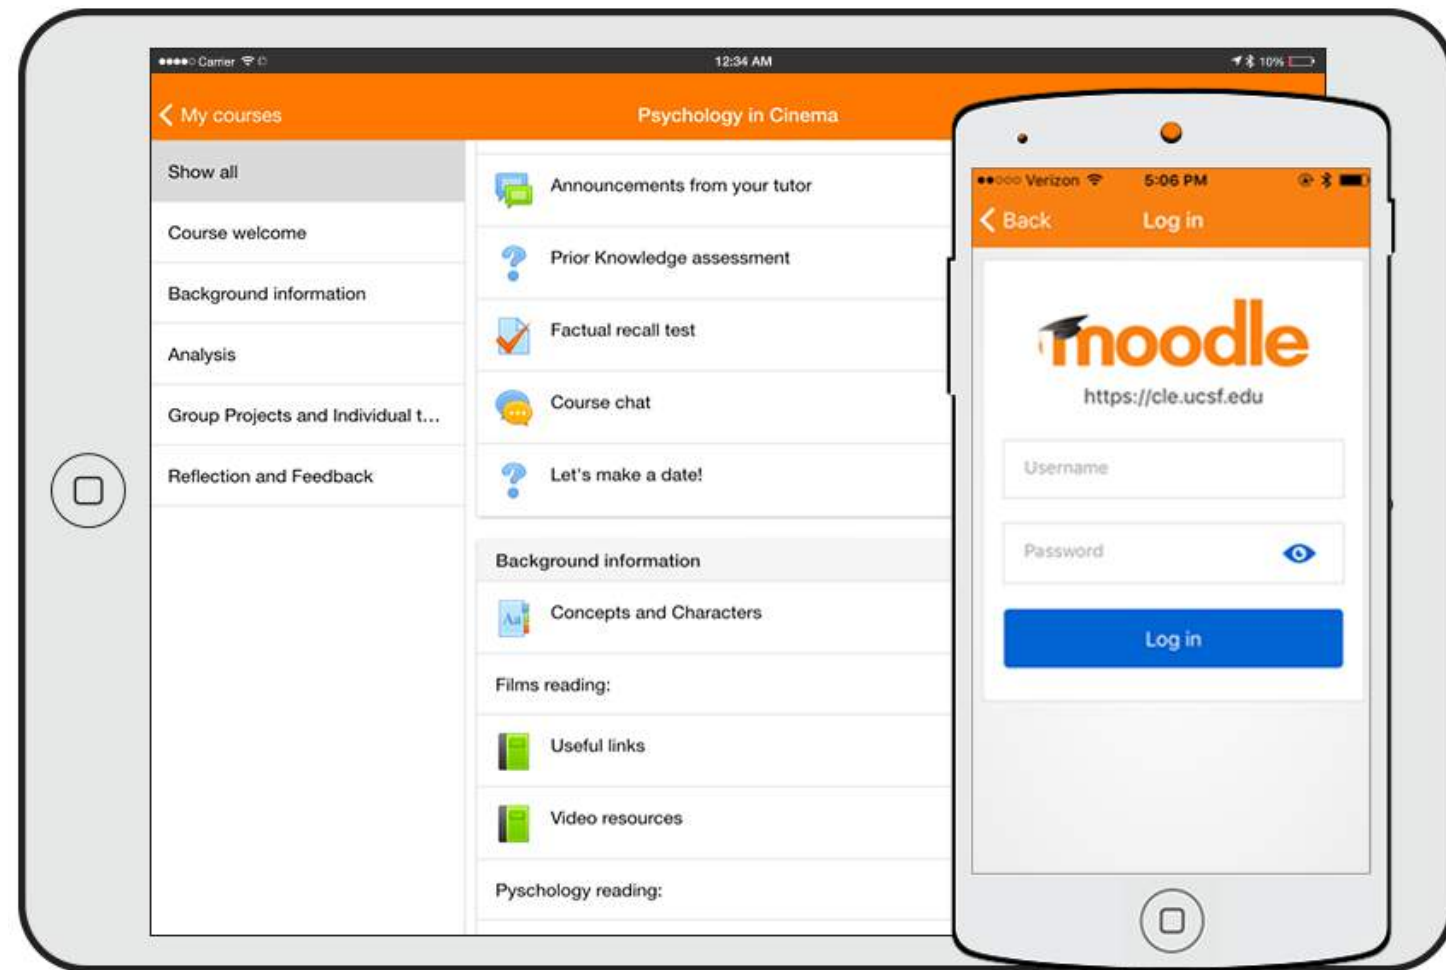 Carrier
12:34 AM
10%
My courses
Psychology in Cinema
Show all
Course welcome
Background information
Analysis
Group Projects and Individual t...
Reflection and Feedback
Announcements from your tutor
Prior Knowledge assessment
Factual recall test
Course chat
Let's make a date!
Background information
Aa
Concepts and Characters
Films reading:
Useful links
Video resources
Pyschology reading:
Verizon
5:06 PM
Back
Log in
moodle
https://cle.ucsf.edu
Username
Password
Log in